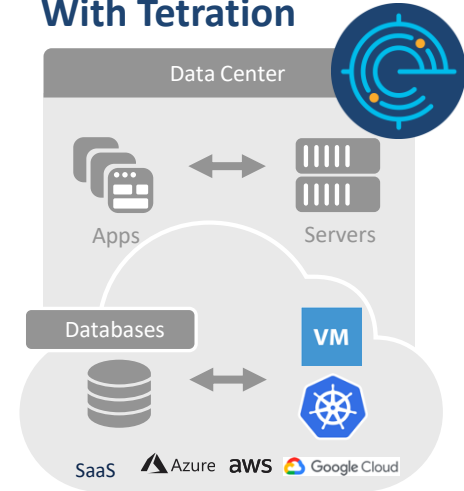 With Tetration
Data Center
Apps
Servers
Databases
VM
SaaS
Azure
aws
Google Cloud